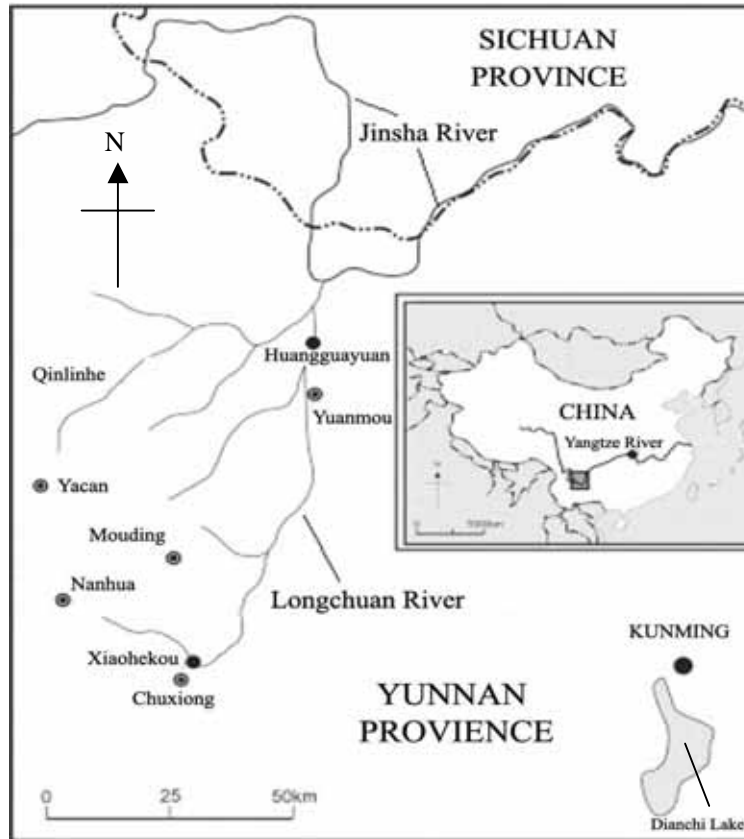 SICHUAN
PROVINCE
Jinsha River
N
Huangguayuan
Qinlinhe
Yuanmou
CHINA
Yangtze River
Yacan
Mouding
Nanhua
Longchuan River
KUNMING
Xiaohekou
Chuxiong
YUNNAN
PROVIENCE
0 25 50km
Dianchi Lake